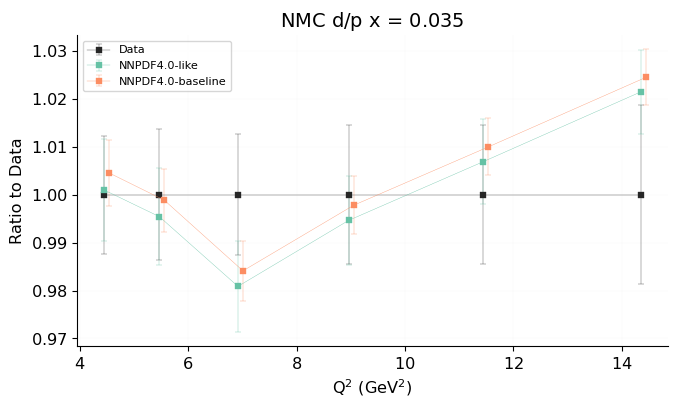 NMC d/p x = 0.035
Data
NNPDF4.0-like
NNPDF4.0-baseline
Ratio to Data
1.03
1.02
1.01
1.00
0.99
0.98
0.97
4 6 8 10 12 14
Q² (GeV²)